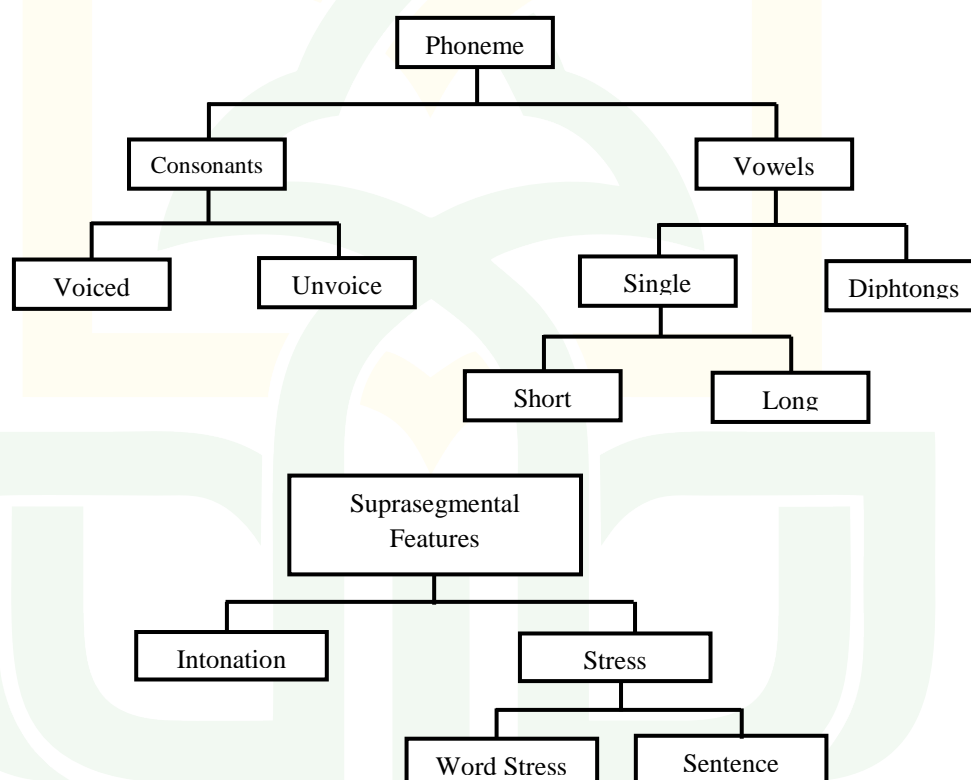 Phoneme
Consonants
Vowels
Voiced
Unvoice
Single
Diphtongs
Short
Long
Suprasegmental
Features
Intonation
Stress
Word Stress
Sentence